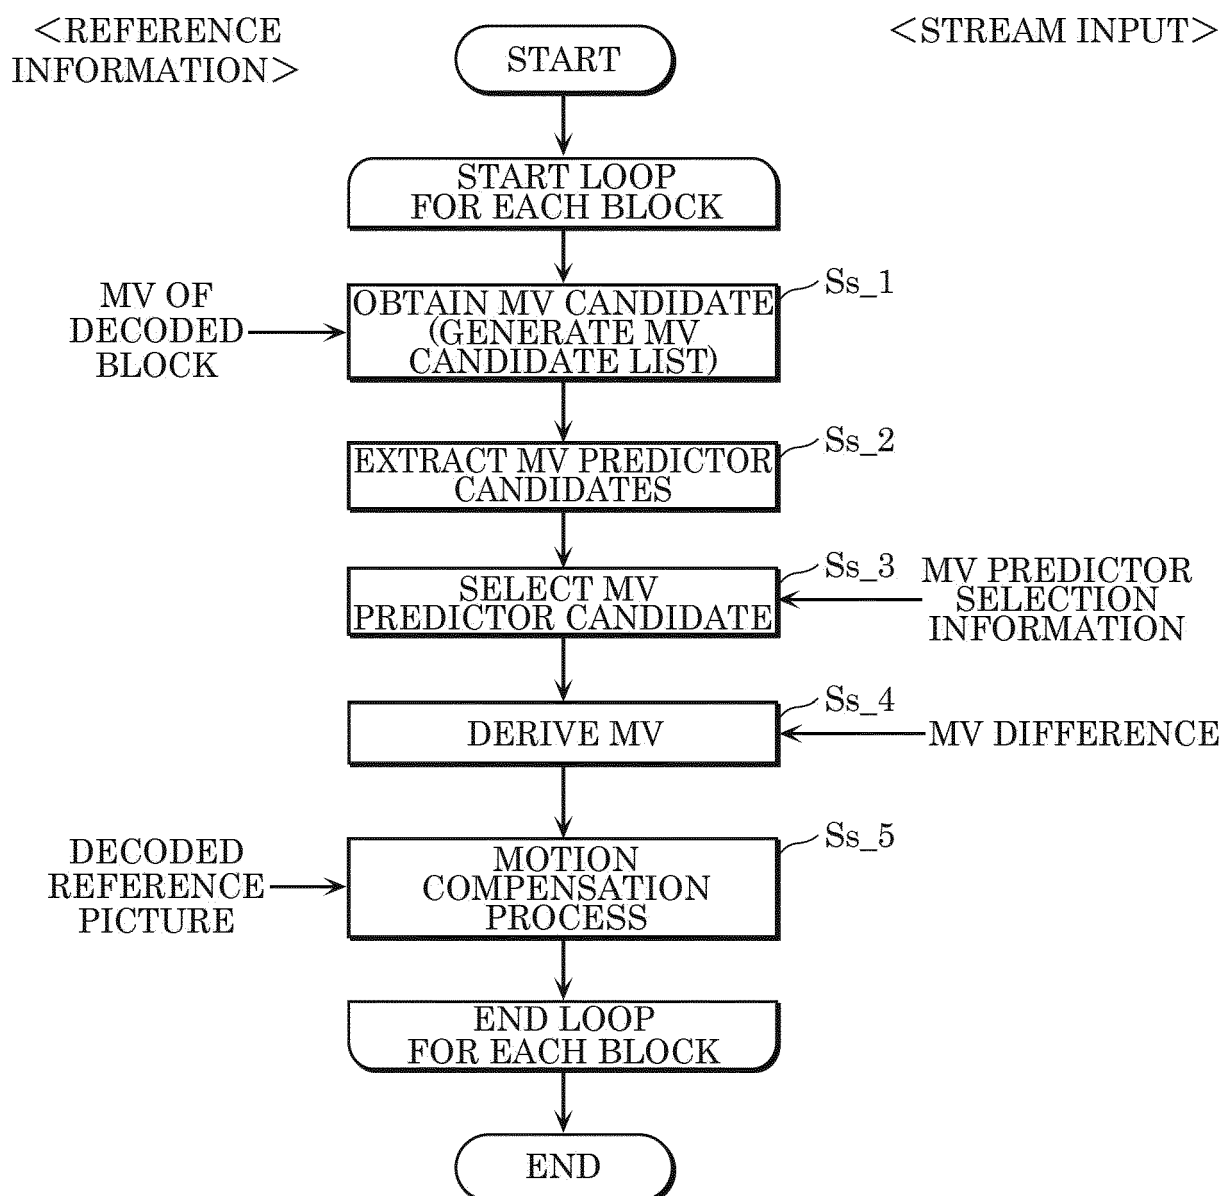 <REFERENCE
INFORMATION>
<STREAM INPUT>
START
START LOOP
FOR EACH BLOCK
MV OF
DECODED
BLOCK
OBTAIN MV CANDIDATE
(GENERATE MV
CANDIDATE LIST)
Ss_1
EXTRACT MV PREDICTOR
CANDIDATES
Ss_2
SELECT MV
PREDICTOR CANDIDATE
Ss_3
MV PREDICTOR
SELECTION
INFORMATION
DERIVE MV
Ss_4
MV DIFFERENCE
DECODED
REFERENCE
PICTURE
MOTION
COMPENSATION
PROCESS
Ss_5
END LOOP
FOR EACH BLOCK
END